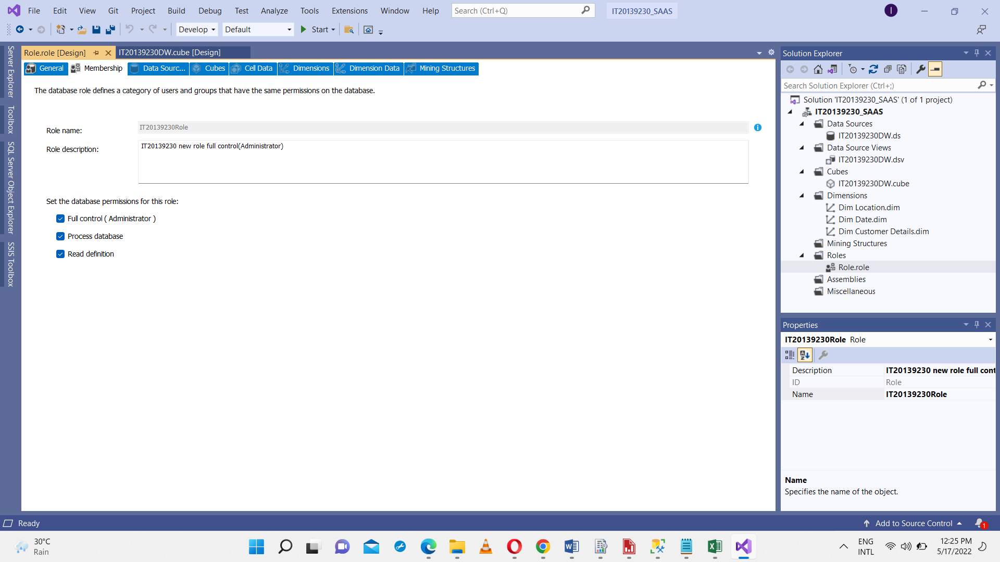 File Edit View Git Project Build Debug Test Analyze Tools Extensions Window Help Search (Ctrl+Q) IT20139230_SAAS I
Develop Default Start
Server Explorer
Toolbox
SQL Server Object Explorer
SSIS Toolbox
Role.role [Design] IT20139230DW.cube [Design]
General Membership Data Sourc... Cubes Cell Data Dimensions Dimension Data Mining Structures
The database role defines a category of users and groups that have the same permissions on the database.
Role name: IT20139230Role
Role description: IT20139230 new role full control(Administrator)
Set the database permissions for this role:
Full control ( Administrator )
Process database
Read definition
Solution Explorer
Search Solution Explorer (Ctrl+;)
Solution 'IT20139230_SAAS' (1 of 1 project)
IT20139230_SAAS
Data Sources
IT20139230DW.ds
Data Source Views
IT20139230DW.dsv
Cubes
IT20139230DW.cube
Dimensions
Dim Location.dim
Dim Date.dim
Dim Customer Details.dim
Mining Structures
Roles
Role.role
Assemblies
Miscellaneous
Properties
IT20139230Role Role
Description IT20139230 new role full cont
ID Role
Name IT20139230Role
Name
Specifies the name of the object.
Ready Add to Source Control 1
30°C
Rain
ENG
INTL
12:25 PM
5/17/2022